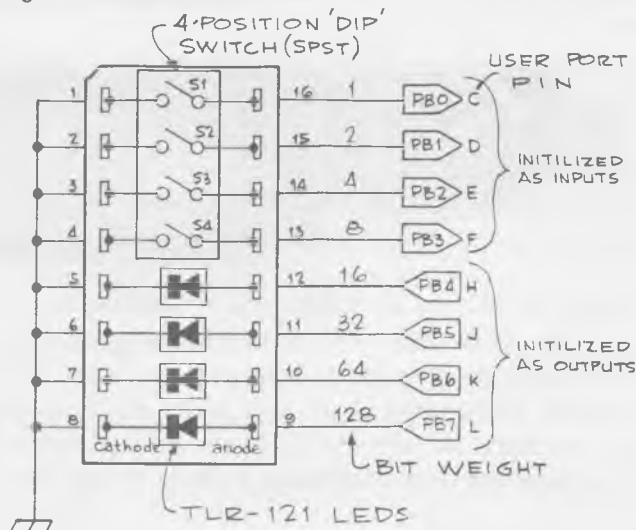 4-POSITION 'DIP'
SWITCH (SPST)
USER PORT
PIN
1 S1 16 1 PB0 C
2 S2 15 2 PB1 D
3 S3 14 4 PB2 E
4 S4 13 8 PB3 F
INITILIZED
AS INPUTS
5 12 16 PB4 H
6 11 32 PB5 J
7 10 64 PB6 K
8 9 128 PB7 L
INITILIZED
AS OUTPUTS
cathode anode
BIT WEIGHT
TLR-121 LEDS